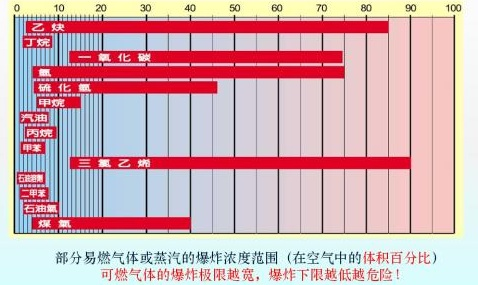 0 10 20 30 40 50 60 70 80 90 100
乙炔
丁烷
一氧化碳
氢
硫化氢
甲烷
汽油
丙烷
甲苯
三氯乙烯
二甲苯
石油氣
煤氣
部分易燃气体或蒸汽的爆炸浓度范围（在空气中的体积百分比）
可燃气体的爆炸极限越宽，爆炸下限越低越危险！